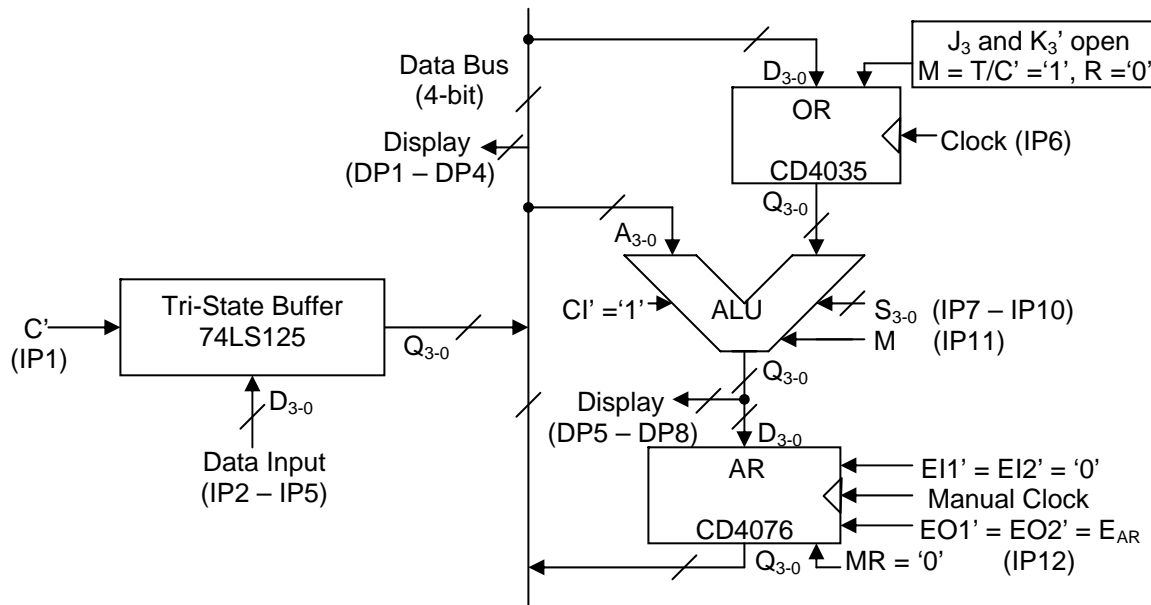 J₃ and K₃' open
M = T/C' ='1', R ='0'
Data Bus
(4-bit)
D₃₋₀
OR
CD4035
Clock (IP6)
Display
(DP1 – DP4)
Q₃₋₀
A₃₋₀
Tri-State Buffer
74LS125
C'
(IP1)
Q₃₋₀
D₃₋₀
Data Input
(IP2 – IP5)
CI' ='1'
ALU
S₃₋₀ (IP7 – IP10)
M (IP11)
Q₃₋₀
Display
(DP5 – DP8)
D₃₋₀
AR
CD4076
EI1' = EI2' = '0'
Manual Clock
EO1' = EO2' = E_AR
(IP12)
Q₃₋₀
MR = '0'